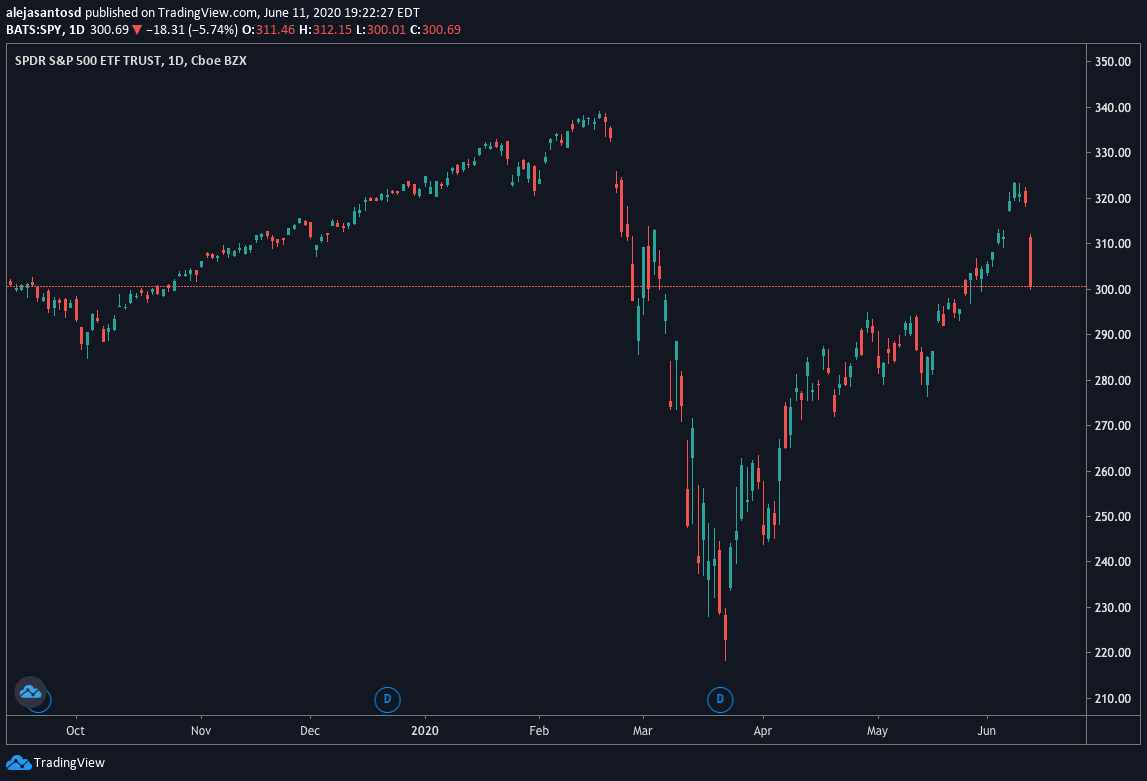 alejasantosd published on TradingView.com, June 11, 2020 19:22:27 EDT
BATS:SPY, 1D 300.69 ▼ −18.31 (−5.74%) O:311.46 H:312.15 L:300.01 C:300.69
SPDR S&P 500 ETF TRUST, 1D, Cboe BZX
350.00
340.00
330.00
320.00
310.00
300.00
290.00
280.00
270.00
260.00
250.00
240.00
230.00
220.00
210.00
D D
Oct Nov Dec 2020 Feb Mar Apr May Jun
TradingView